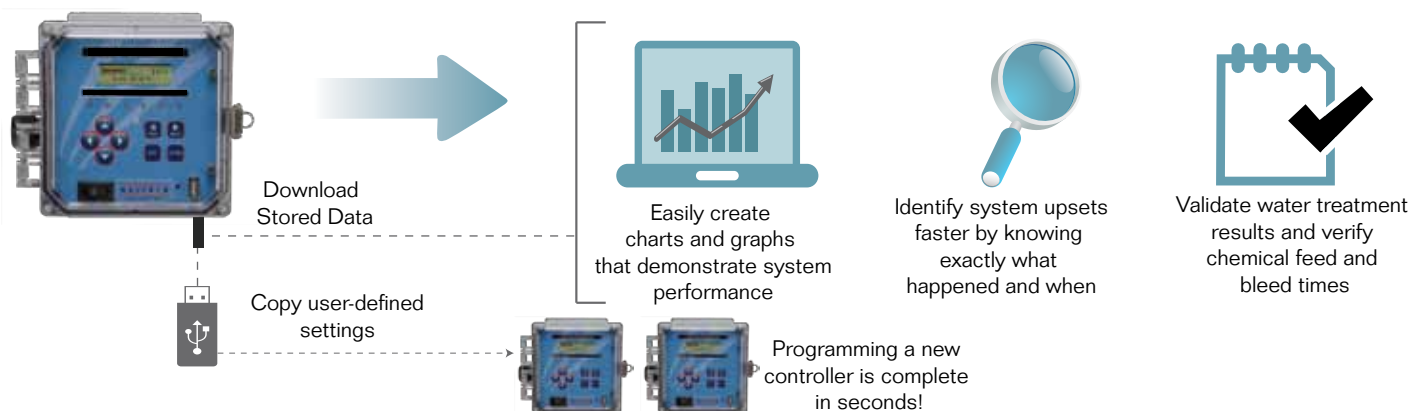 Download
Stored Data
Easily create
charts and graphs
that demonstrate system
performance
Identify system upsets
faster by knowing
exactly what
happened and when
Validate water treatment
results and verify
chemical feed and
bleed times
Copy user-defined
settings
Programming a new
controller is complete
in seconds!